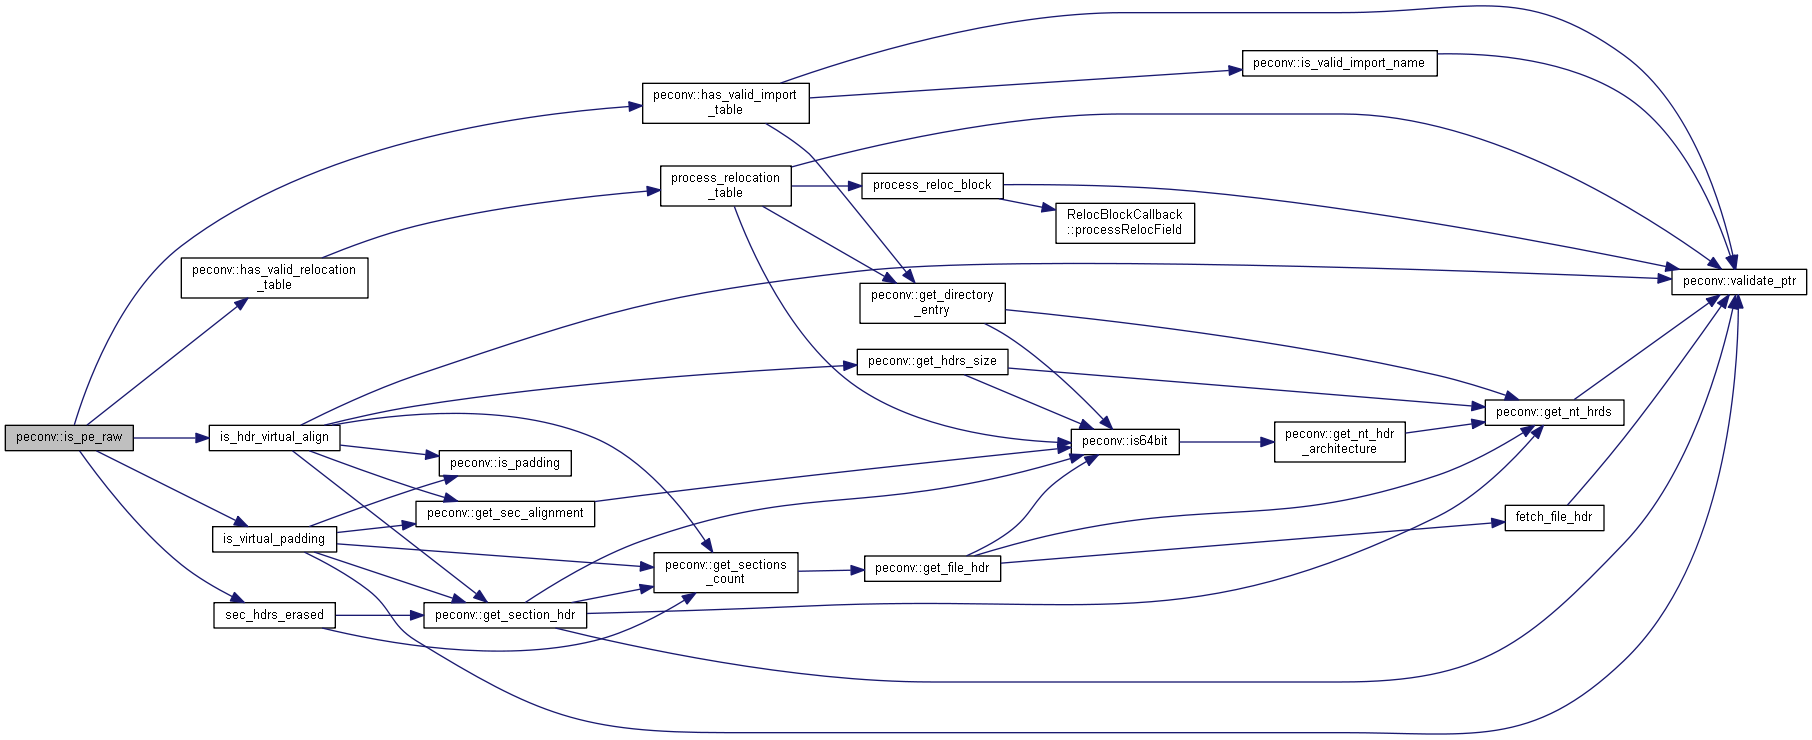 peconv::is_pe_raw
peconv::has_valid_relocation
_table
is_hdr_virtual_align
is_virtual_padding
sec_hdrs_erased
peconv::is_padding
peconv::get_sec_alignment
peconv::get_section_hdr
peconv::has_valid_import
_table
process_relocation
_table
peconv::get_sections
_count
process_reloc_block
peconv::get_directory
_entry
peconv::get_hdrs_size
peconv::get_file_hdr
RelocBlockCallback
::processRelocField
peconv::is64bit
peconv::is_valid_import_name
peconv::get_nt_hdr
_architecture
peconv::get_nt_hrds
fetch_file_hdr
peconv::validate_ptr